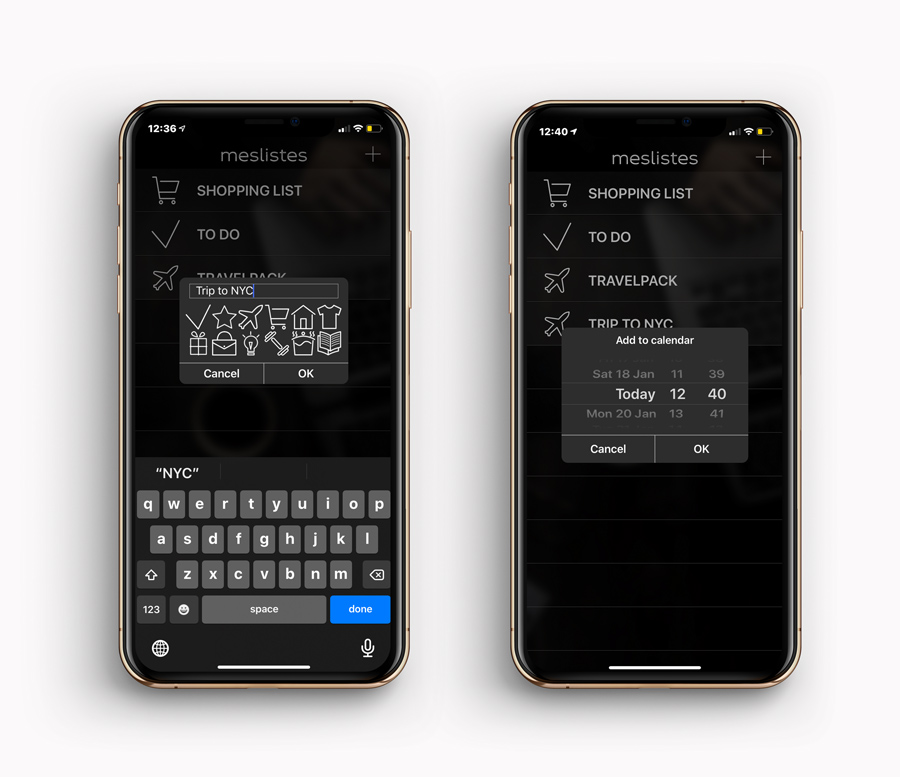 12:36
meslistes
SHOPPING LIST
TO DO
TRAVELPACK
Trip to NYC
Cancel OK
"NYC"
q w e r t y u i o p
a s d f g h j k l
z x c v b n m
123 space done
12:40
meslistes
SHOPPING LIST
TO DO
TRAVELPACK
TRIP TO NYC
Add to calendar
Sat 18 Jan 11 39
Today 12 40
Mon 20 Jan 13 41
Cancel OK